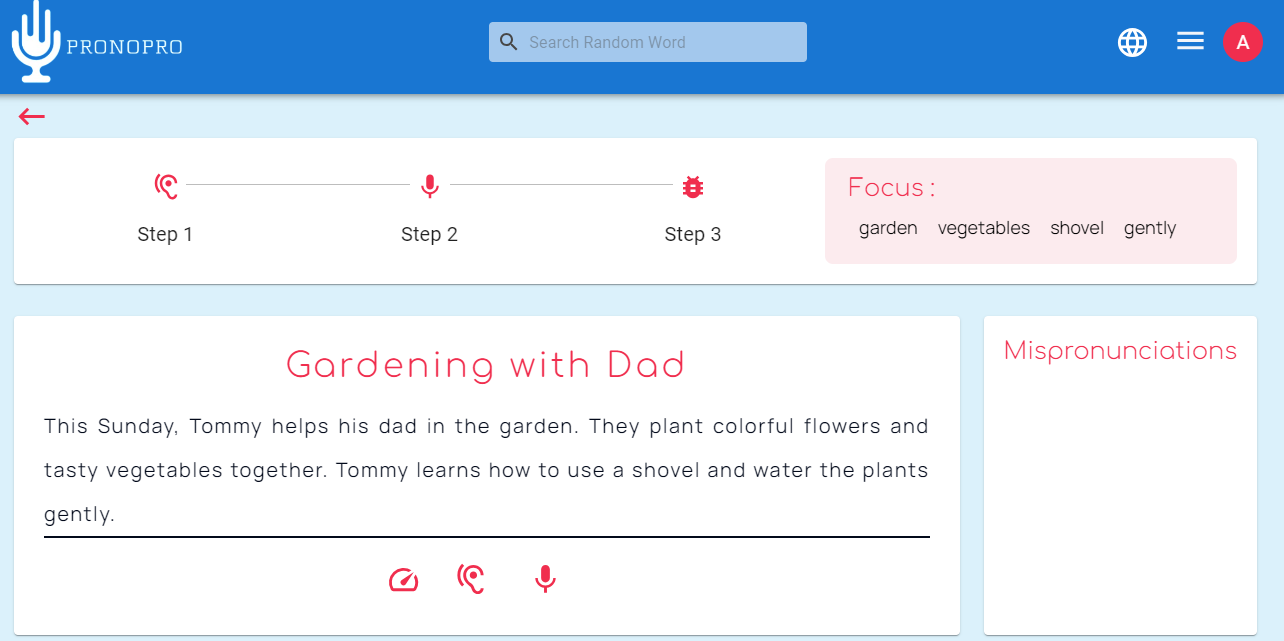 PRONOPRO
Search Random Word
A
Step 1
Step 2
Step 3
Focus :
garden vegetables shovel gently
Gardening with Dad
This Sunday, Tommy helps his dad in the garden. They plant colorful flowers and
tasty vegetables together. Tommy learns how to use a shovel and water the plants
gently.
Mispronunciations